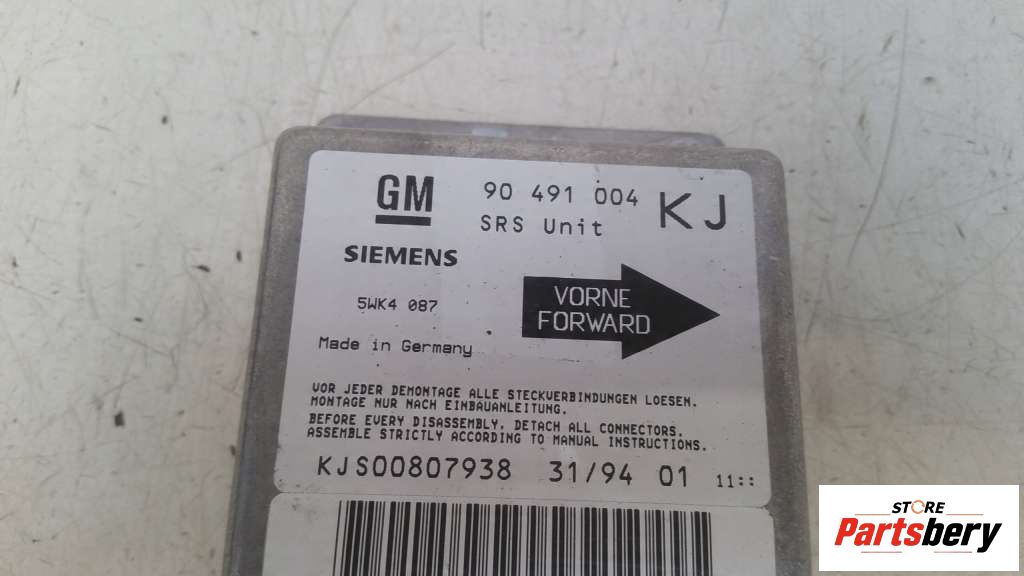 GM 90 491 004 KJ
SRS Unit
SIEMENS
5WK4 087
VORNE
FORWARD
Made in Germany
VOR JEDER DEMONTAGE ALLE STECKVERBINDUNGEN LOESEN.
MONTAGE NUR NACH EINBAUANLEITUNG.
BEFORE EVERY DISASSEMBLY, DETACH ALL CONNECTORS.
ASSEMBLE STRICTLY ACCORDING TO MANUAL INSTRUCTIONS.
KJS00807938 31/94 01 11::
STORE
Partsbery